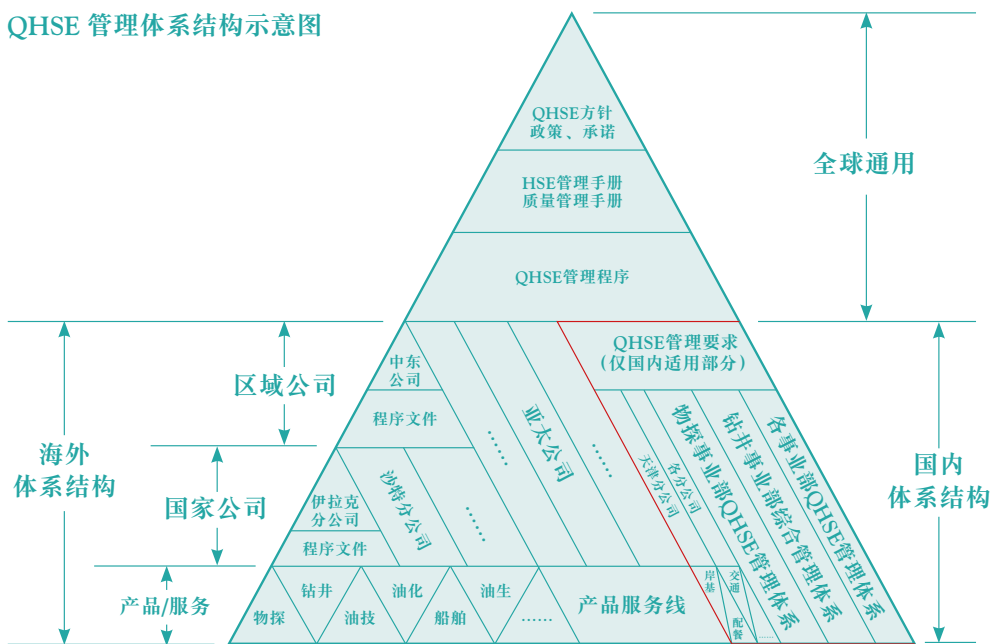 QHSE 管理体系结构示意图
QHSE方针
政策、承诺
HSE管理手册
质量管理手册
QHSE管理程序
全球通用
QHSE管理要求
（仅国内适用部分）
中东
公司
程序文件
区域公司
海外
体系结构
国家公司
伊拉克
分公司
程序文件
沙特分公司
……
……
亚太公司
……
天津分公司
各分公司
物探事业部QHSE管理体系
钻井事业部综合管理体系
各事业部QHSE管理体系
国内
体系结构
产品/服务
物探
钻井
油技
油化
船舶
油生
……
产品服务线
岸基
配餐
交通
……